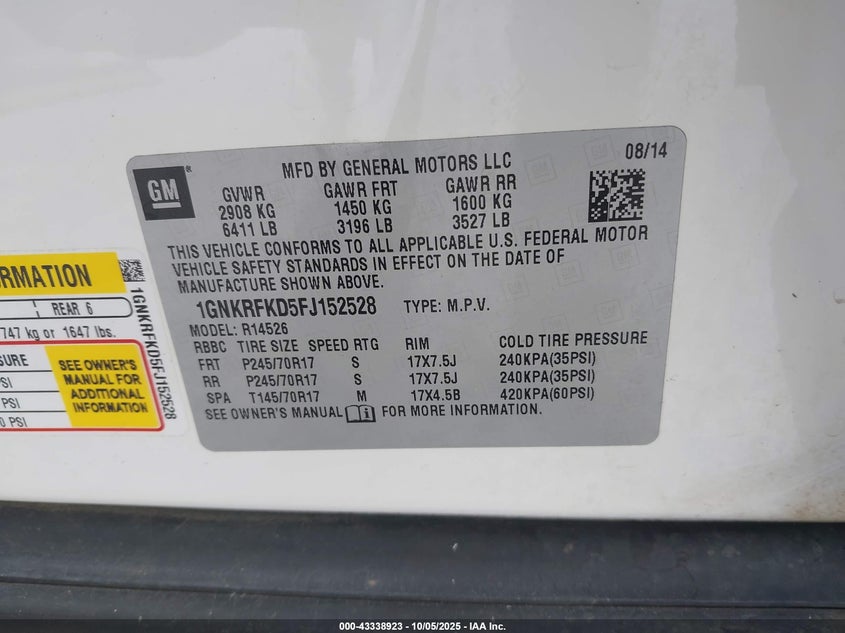 MFD BY GENERAL MOTORS LLC 08/14
GM ®
GVWR GAWR FRT GAWR RR
2908 KG 1450 KG 1600 KG
6411 LB 3196 LB 3527 LB
THIS VEHICLE CONFORMS TO ALL APPLICABLE U.S. FEDERAL MOTOR
VEHICLE SAFETY STANDARDS IN EFFECT ON THE DATE OF
MANUFACTURE SHOWN ABOVE.
1GNKRFKD5FJ152528 TYPE: M.P.V.
MODEL: R14526
RBBC TIRE SIZE SPEED RTG RIM COLD TIRE PRESSURE
FRT P245/70R17 S 17X7.5J 240KPA(35PSI)
RR P245/70R17 S 17X7.5J 240KPA(35PSI)
SPA T145/70R17 M 17X4.5B 420KPA(60PSI)
SEE OWNER'S MANUAL FOR MORE INFORMATION.
ORMATION
REAR 6
747 kg or 1647 lbs.
SURE
PSI
PSI
0 PSI
SEE OWNER'S
MANUAL FOR
ADDITIONAL
INFORMATION
1GNKRFKD5FJ152528
000-43338923 - 10/05/2025 - IAA Inc.